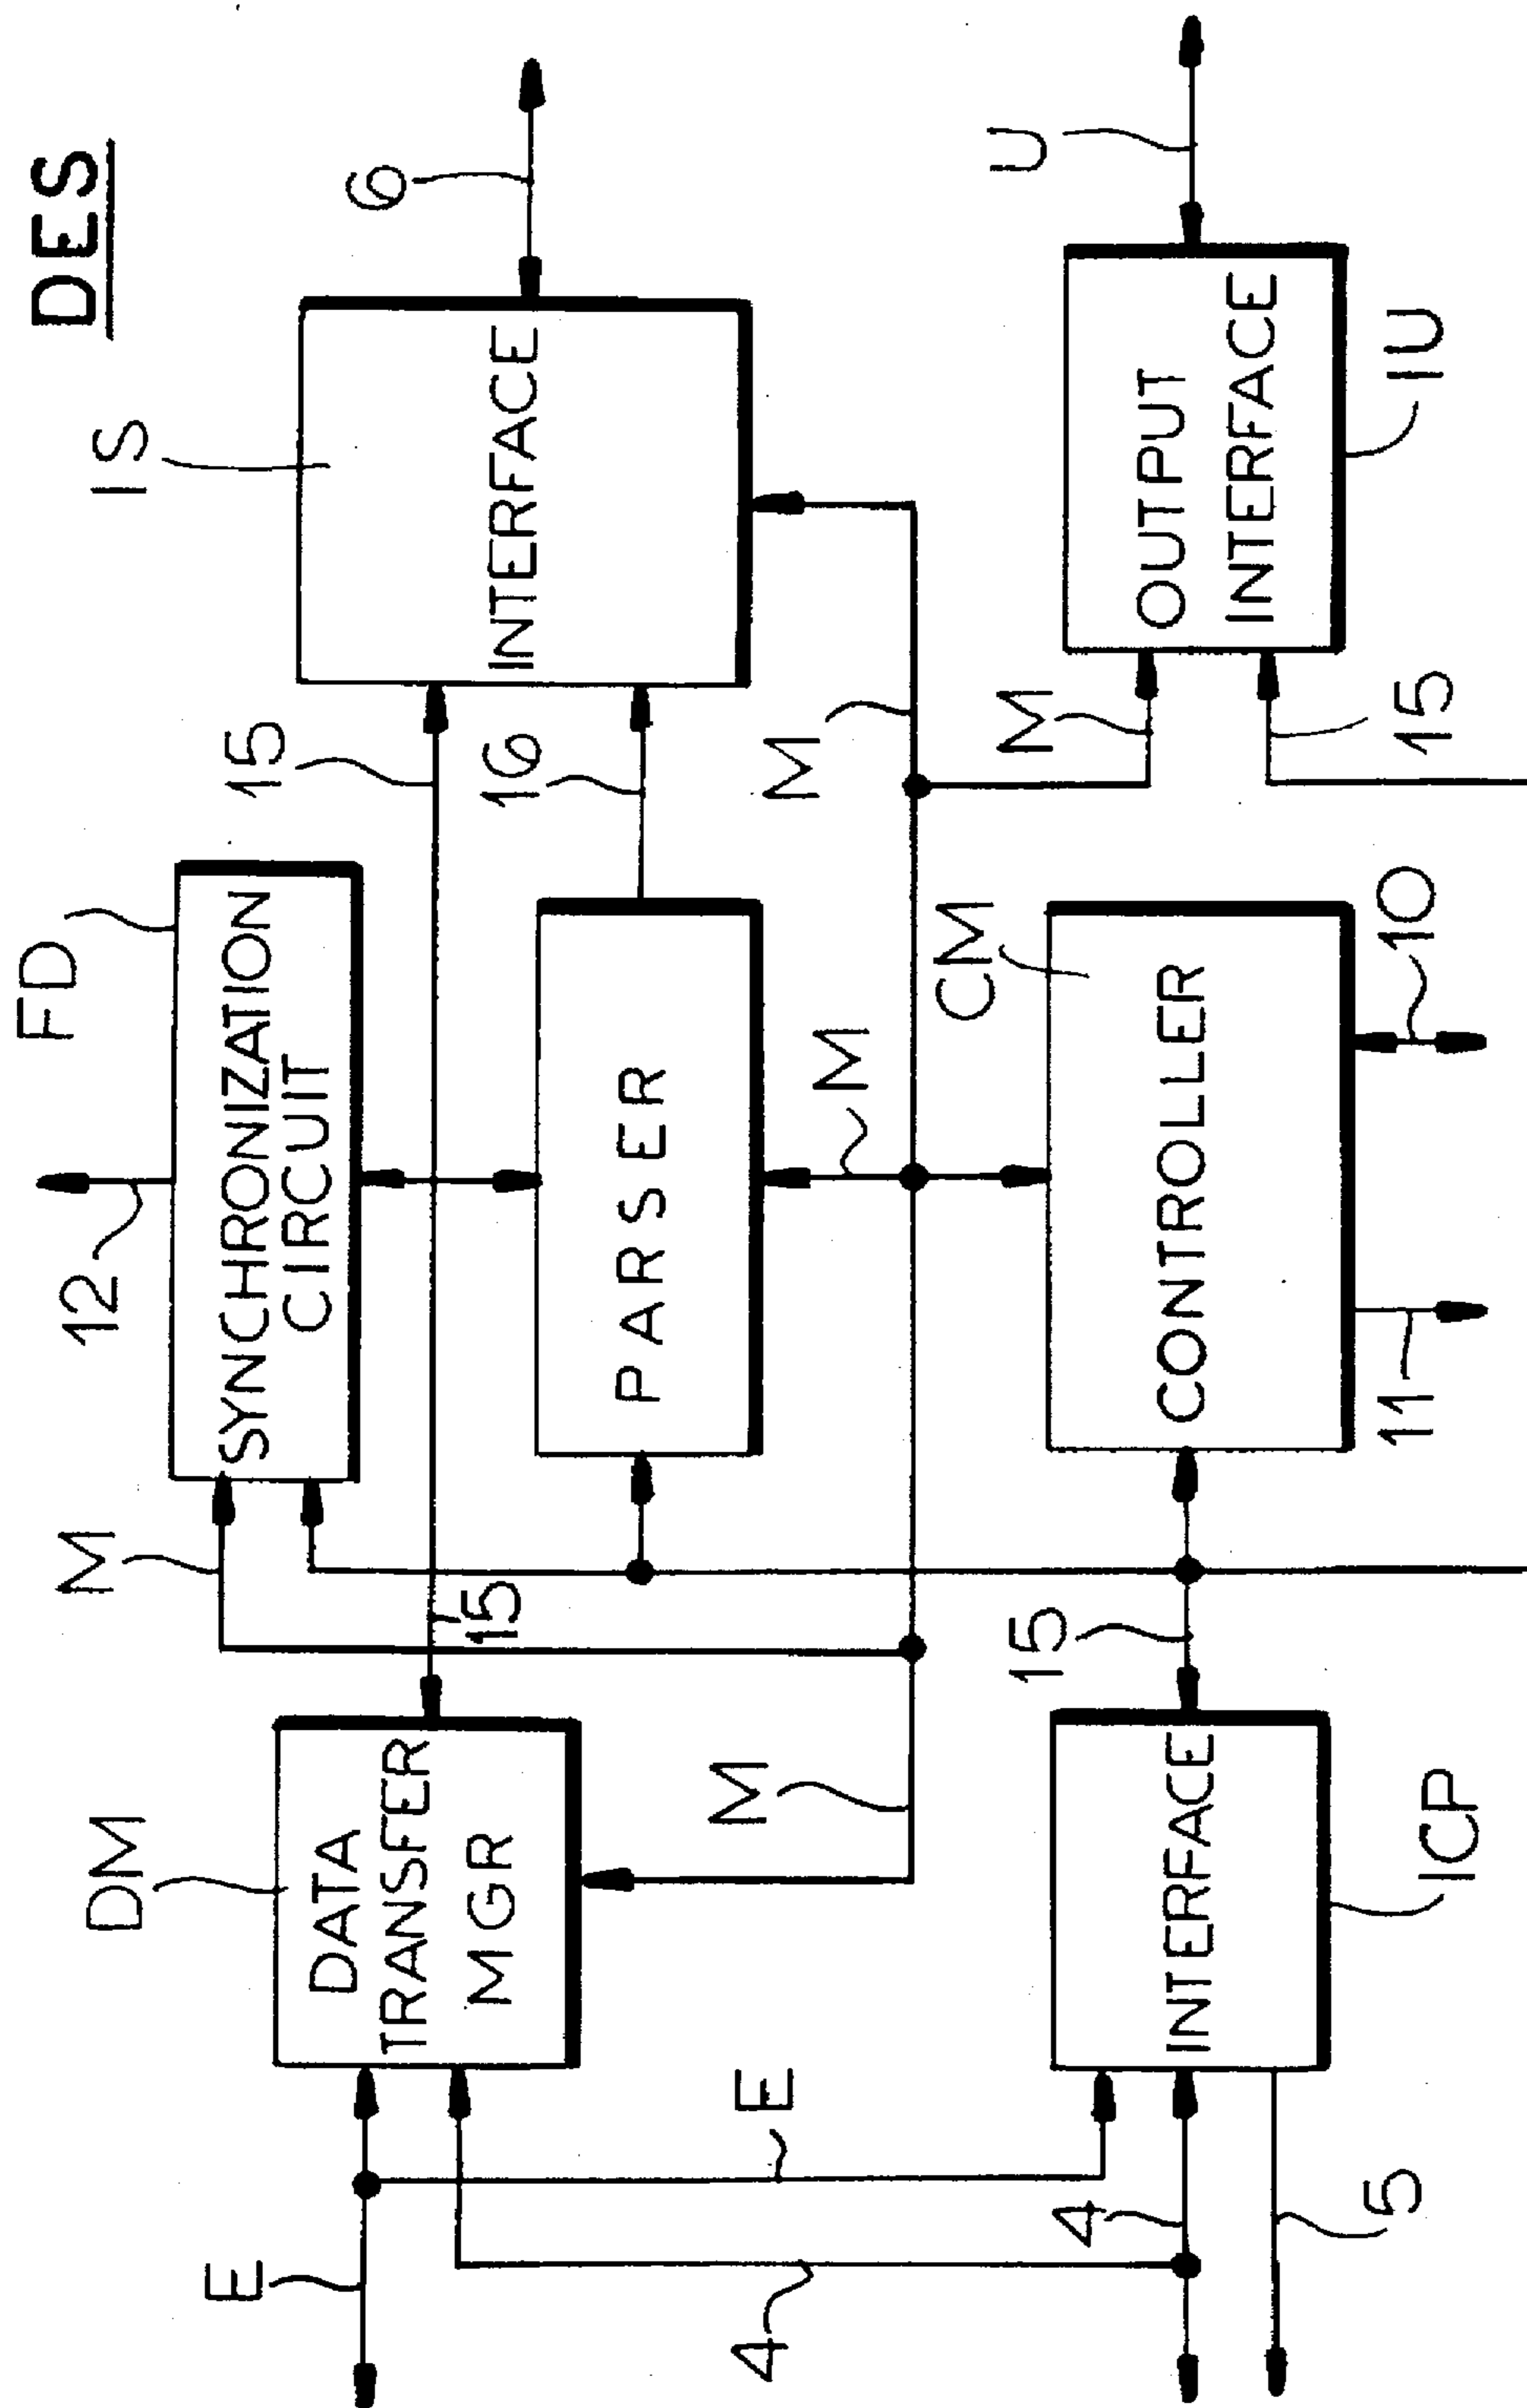 DES
FD
12
SYNCHRONIZATION
CIRCUIT
M
DM
DATA
TRANSFER
MGR
E
15
15
IS
INTERFACE
6
16
PARSER
M
M
M
M
U
OUTPUT
INTERFACE
IU
15
CM
CONTROLLER
10
11
15
INTERFACE
ICP
E
4
4
5